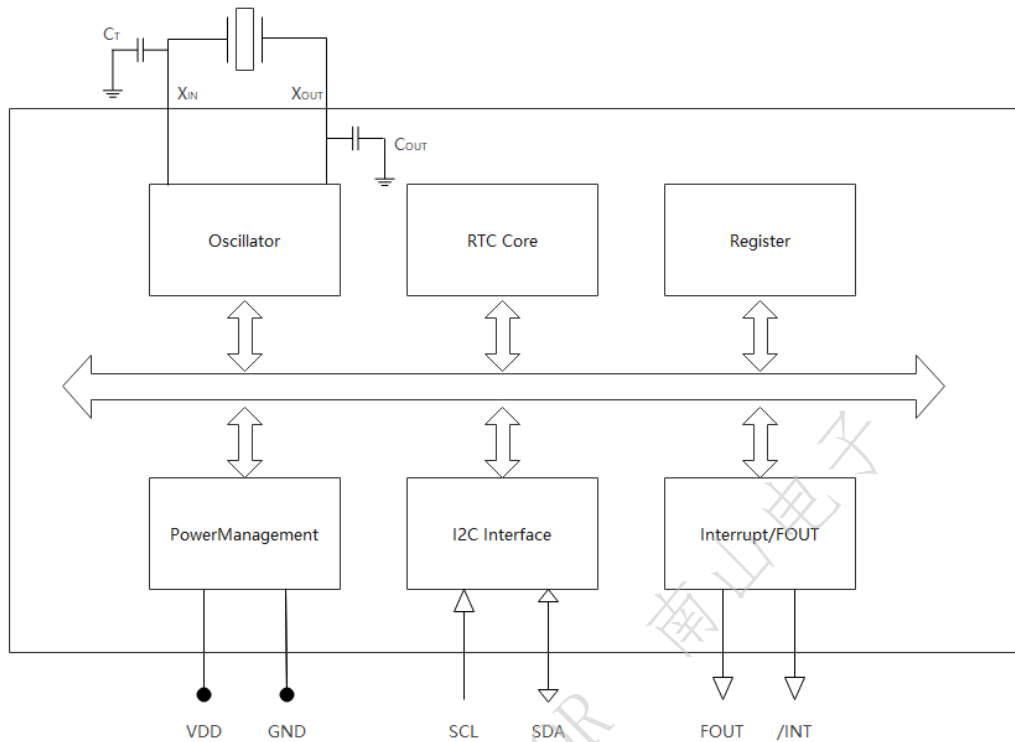 CT
XIN
XOUT
COUT
Oscillator
RTC Core
Register
PowerManagement
I2C Interface
Interrupt/FOUT
VDD
GND
SCL
SDA
FOUT
/INT
OR 南山电子